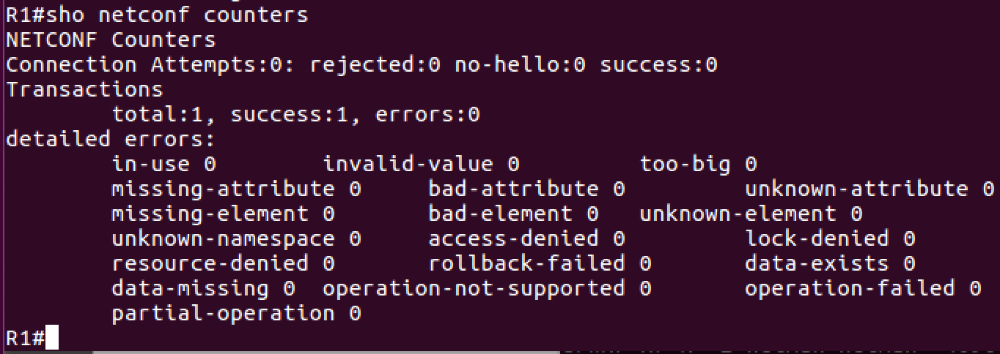 R1#sho netconf counters
NETCONF Counters
Connection Attempts:0: rejected:0 no-hello:0 success:0
Transactions
total:1, success:1, errors:0
detailed errors:
in-use 0 invalid-value 0 too-big 0
missing-attribute 0 bad-attribute 0 unknown-attribute 0
missing-element 0 bad-element 0 unknown-element 0
unknown-namespace 0 access-denied 0 lock-denied 0
resource-denied 0 rollback-failed 0 data-exists 0
data-missing 0 operation-not-supported 0 operation-failed 0
partial-operation 0
R1#